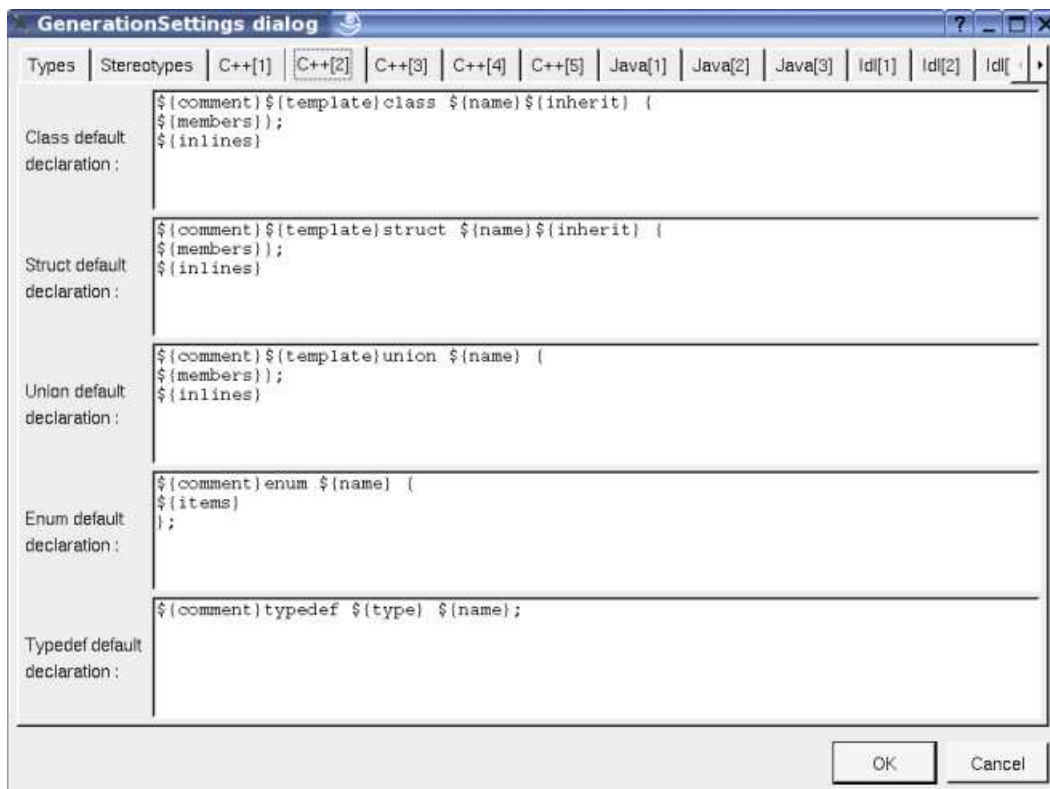 GenerationSettings dialog
Types Stereotypes C++[1] C++[2] C++[3] C++[4] C++[5] Java[1] Java[2] Java[3] Idl[1] Idl[2] Idl[
Class default
declaration :
${comment}${template}class ${name}${inherit} {
${members}};
${inlines}
Struct default
declaration :
${comment}${template}struct ${name}${inherit} {
${members}};
${inlines}
Union default
declaration :
${comment}${template}union ${name} {
${members}};
${inlines}
Enum default
declaration :
${comment}enum ${name} {
${items}
};
Typedef default
declaration :
${comment}typedef ${type} ${name};
OK Cancel